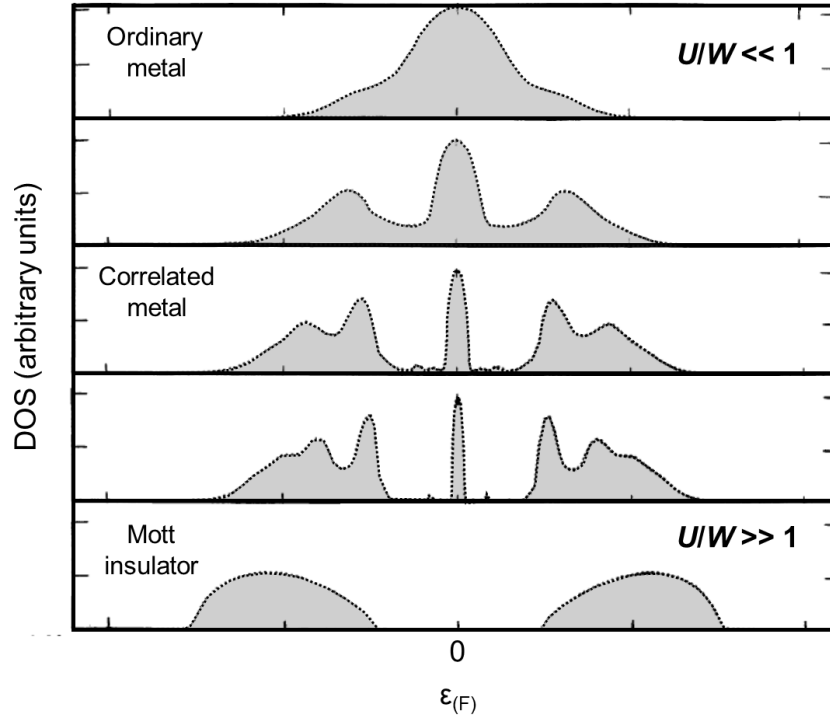 Ordinary
metal
U/W << 1
Correlated
metal
Mott
insulator
U/W >> 1
DOS (arbitrary units)
0
ε(F)